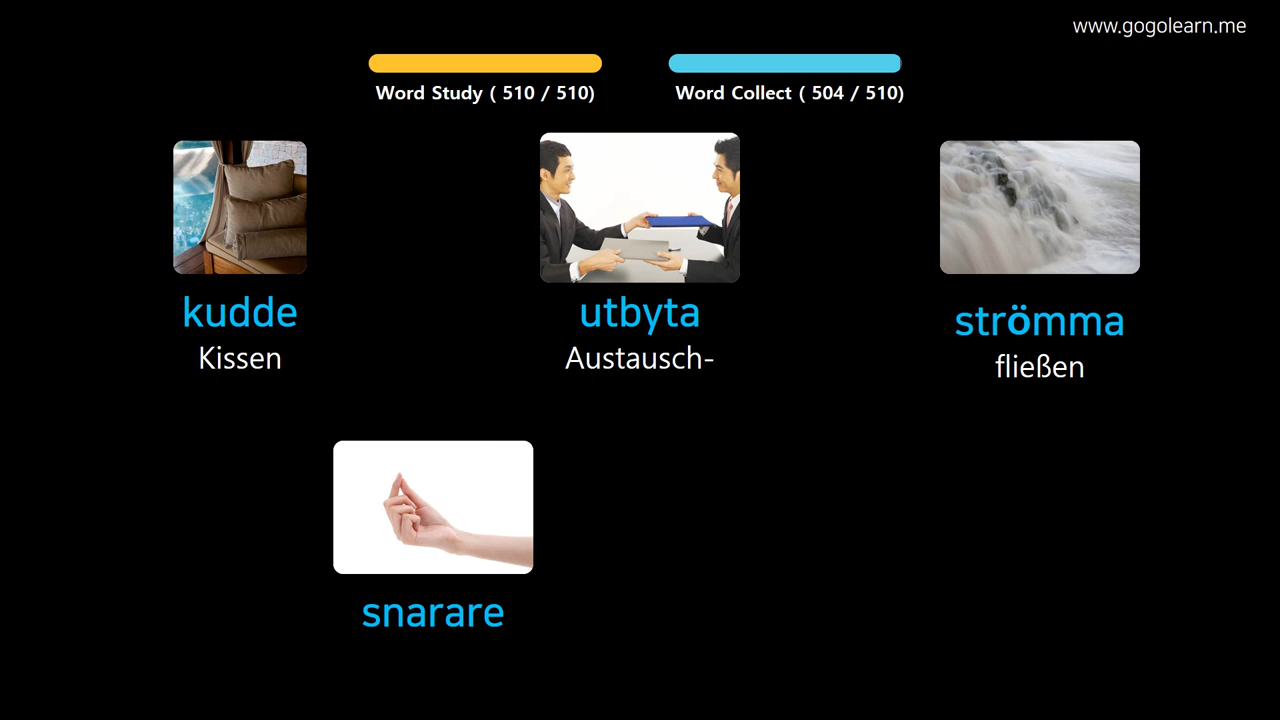 www.gogolearn.me
Word Study ( 510 / 510)
Word Collect ( 504 / 510)
kudde
Kissen
utbyta
Austausch-
strömma
fließen
snarare